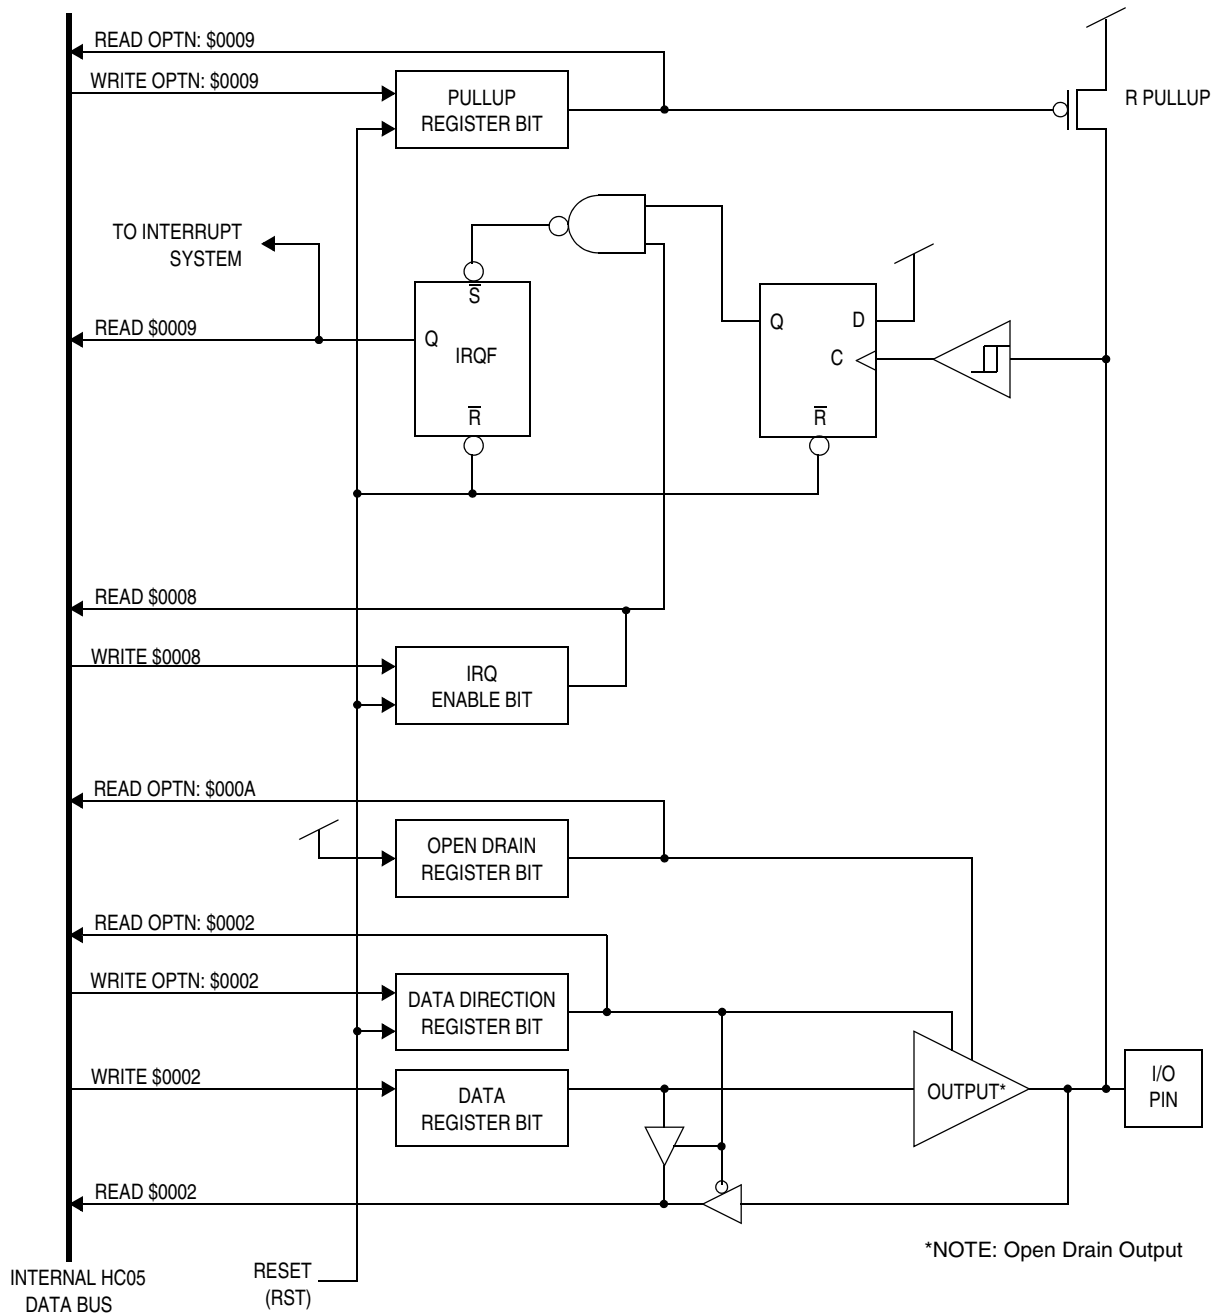 READ OPTN: $0009
WRITE OPTN: $0009
PULLUP
REGISTER BIT
R PULLUP
TO INTERRUPT
SYSTEM
S̅
READ $0009
Q
IRQF
R̅
Q
D
C
R̅
READ $0008
WRITE $0008
IRQ
ENABLE BIT
READ OPTN: $000A
OPEN DRAIN
REGISTER BIT
READ OPTN: $0002
WRITE OPTN: $0002
DATA DIRECTION
REGISTER BIT
WRITE $0002
DATA
REGISTER BIT
OUTPUT*
I/O
PIN
READ $0002
*NOTE: Open Drain Output
INTERNAL HC05
DATA BUS
RESET
(RST)